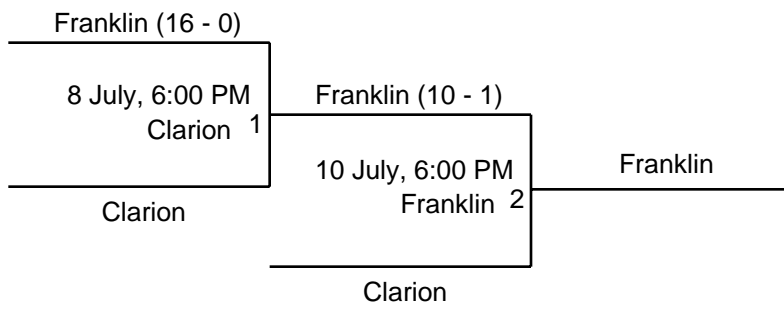 Franklin (16 - 0)
8 July, 6:00 PM
Clarion 1
Clarion
Franklin (10 - 1)
10 July, 6:00 PM
Franklin 2
Clarion
Franklin